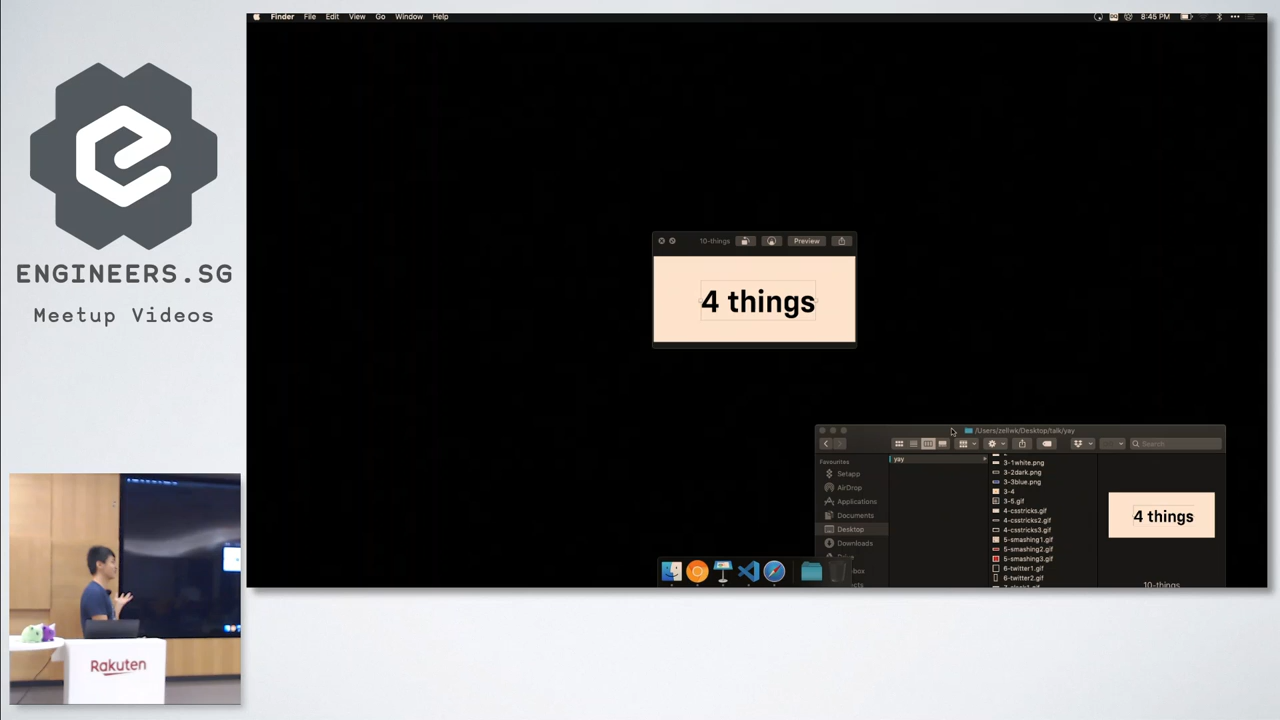 Finder File Edit View Go Window Help
8:45 PM
ENGINEERS.SG
Meetup Videos
10-things
Preview
4 things
/Users/zellwk/Desktop/talk/yay
Search
Favourites
Setapp
AirDrop
Applications
Documents
Desktop
Downloads
yay
3-1white.png
3-2dark.png
3-3blue.png
3-4
3-5.gif
4-csstricks.gif
4-csstricks2.gif
4-csstricks3.gif
5-smashing1.gif
5-smashing2.gif
5-smashing3.gif
6-twitter1.gif
6-twitter2.gif
4 things
10-things
Rakuten